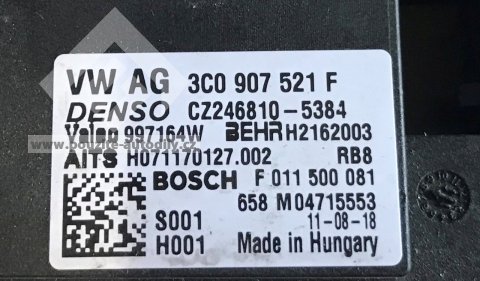 VW AG 3C0 907 521 F
DENSO CZ246810-5384
Valeo 997164W BEHR H2162003
www.pouzite-autodily.cz
AITS H071170127.002 RB8
BOSCH F 011 500 081
658 M04715553
S001 11-08-18
H001 Made in Hungary